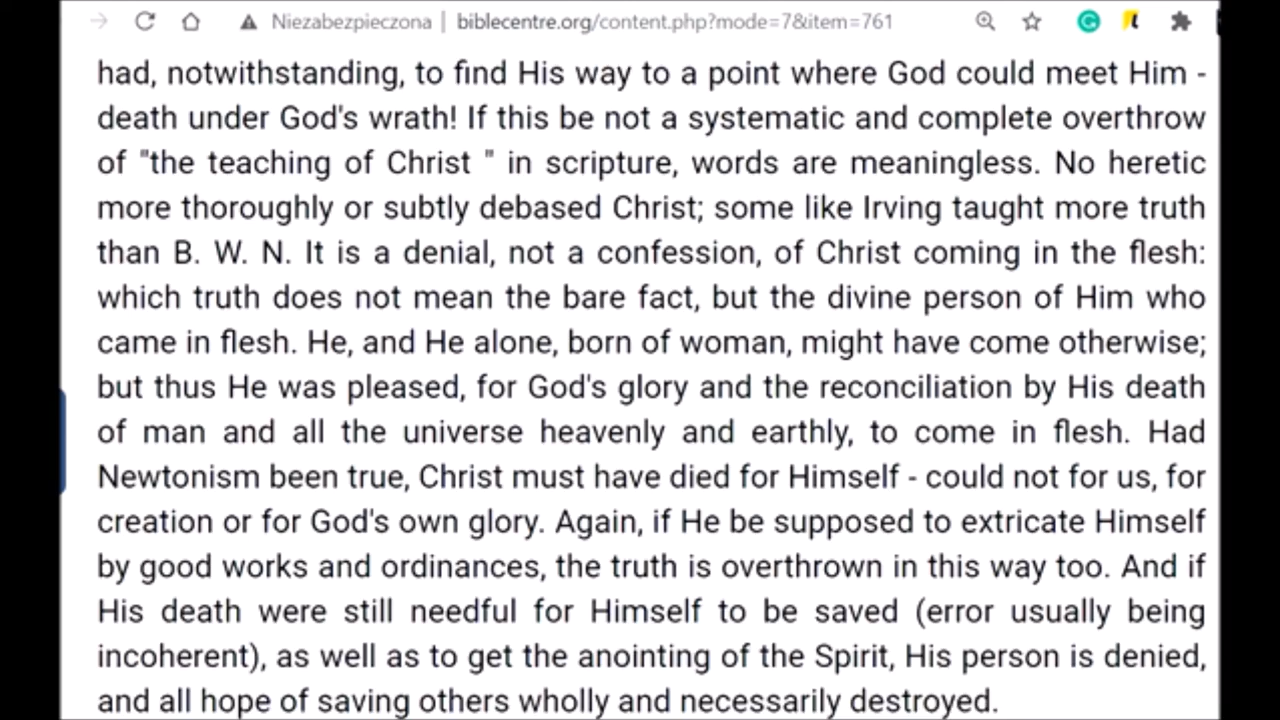 Niezabezpieczona | biblecentre.org/content.php?mode=7&item=761
had, notwithstanding, to find His way to a point where God could meet Him -
death under God's wrath! If this be not a systematic and complete overthrow
of "the teaching of Christ " in scripture, words are meaningless. No heretic
more thoroughly or subtly debased Christ; some like Irving taught more truth
than B. W. N. It is a denial, not a confession, of Christ coming in the flesh:
which truth does not mean the bare fact, but the divine person of Him who
came in flesh. He, and He alone, born of woman, might have come otherwise;
but thus He was pleased, for God's glory and the reconciliation by His death
of man and all the universe heavenly and earthly, to come in flesh. Had
Newtonism been true, Christ must have died for Himself - could not for us, for
creation or for God's own glory. Again, if He be supposed to extricate Himself
by good works and ordinances, the truth is overthrown in this way too. And if
His death were still needful for Himself to be saved (error usually being
incoherent), as well as to get the anointing of the Spirit, His person is denied,
and all hope of saving others wholly and necessarily destroyed.